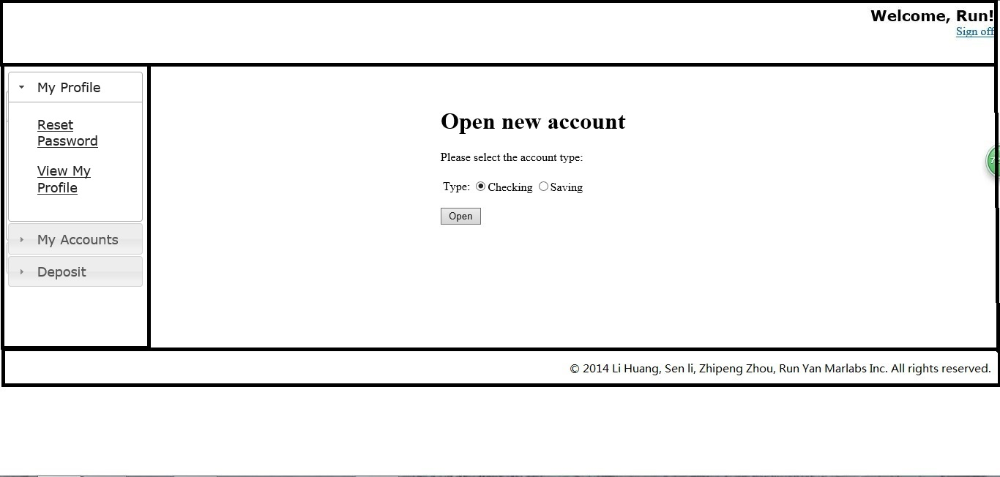 Welcome, Run!
Sign off
My Profile
Reset
Password
View My
Profile
My Accounts
Deposit
Open new account
Please select the account type:
Type: Checking Saving
Open
© 2014 Li Huang, Sen li, Zhipeng Zhou, Run Yan Marlabs Inc. All rights reserved.